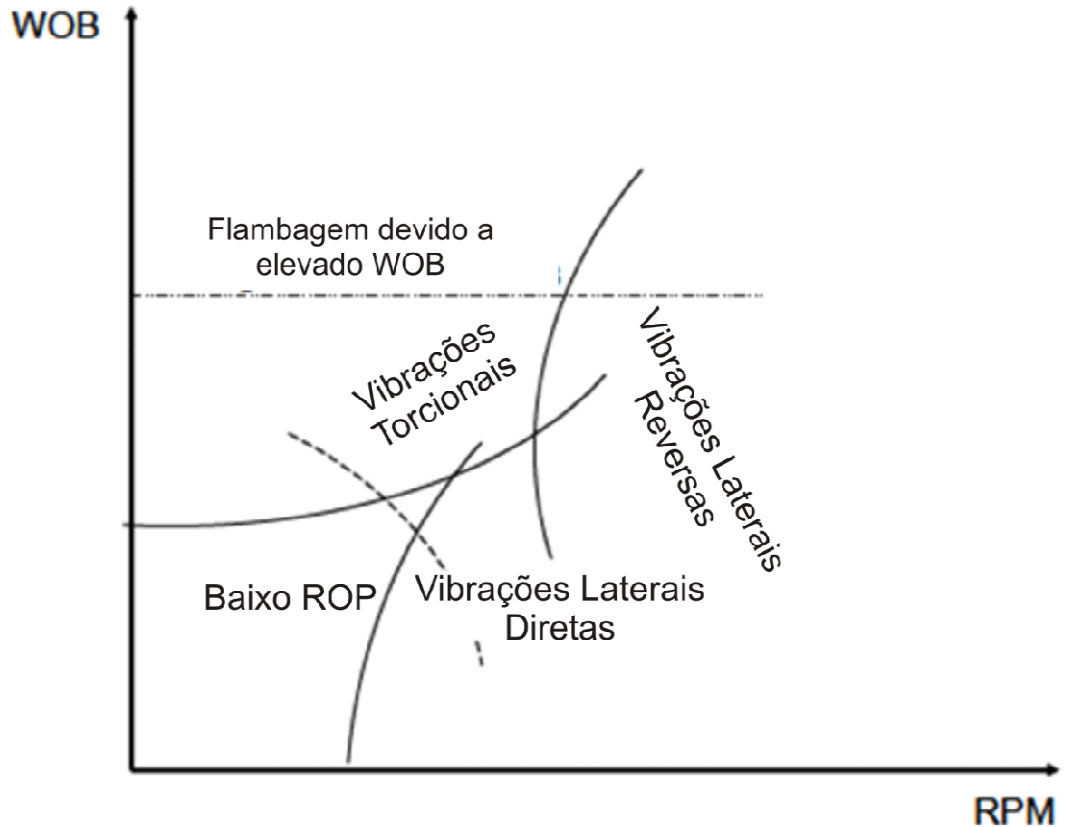 WOB
Flambagem devido a
elevado WOB
Vibrações
Torcionais
Vibrações Laterais
Reversas
Baixo ROP
Vibrações Laterais
Diretas
RPM